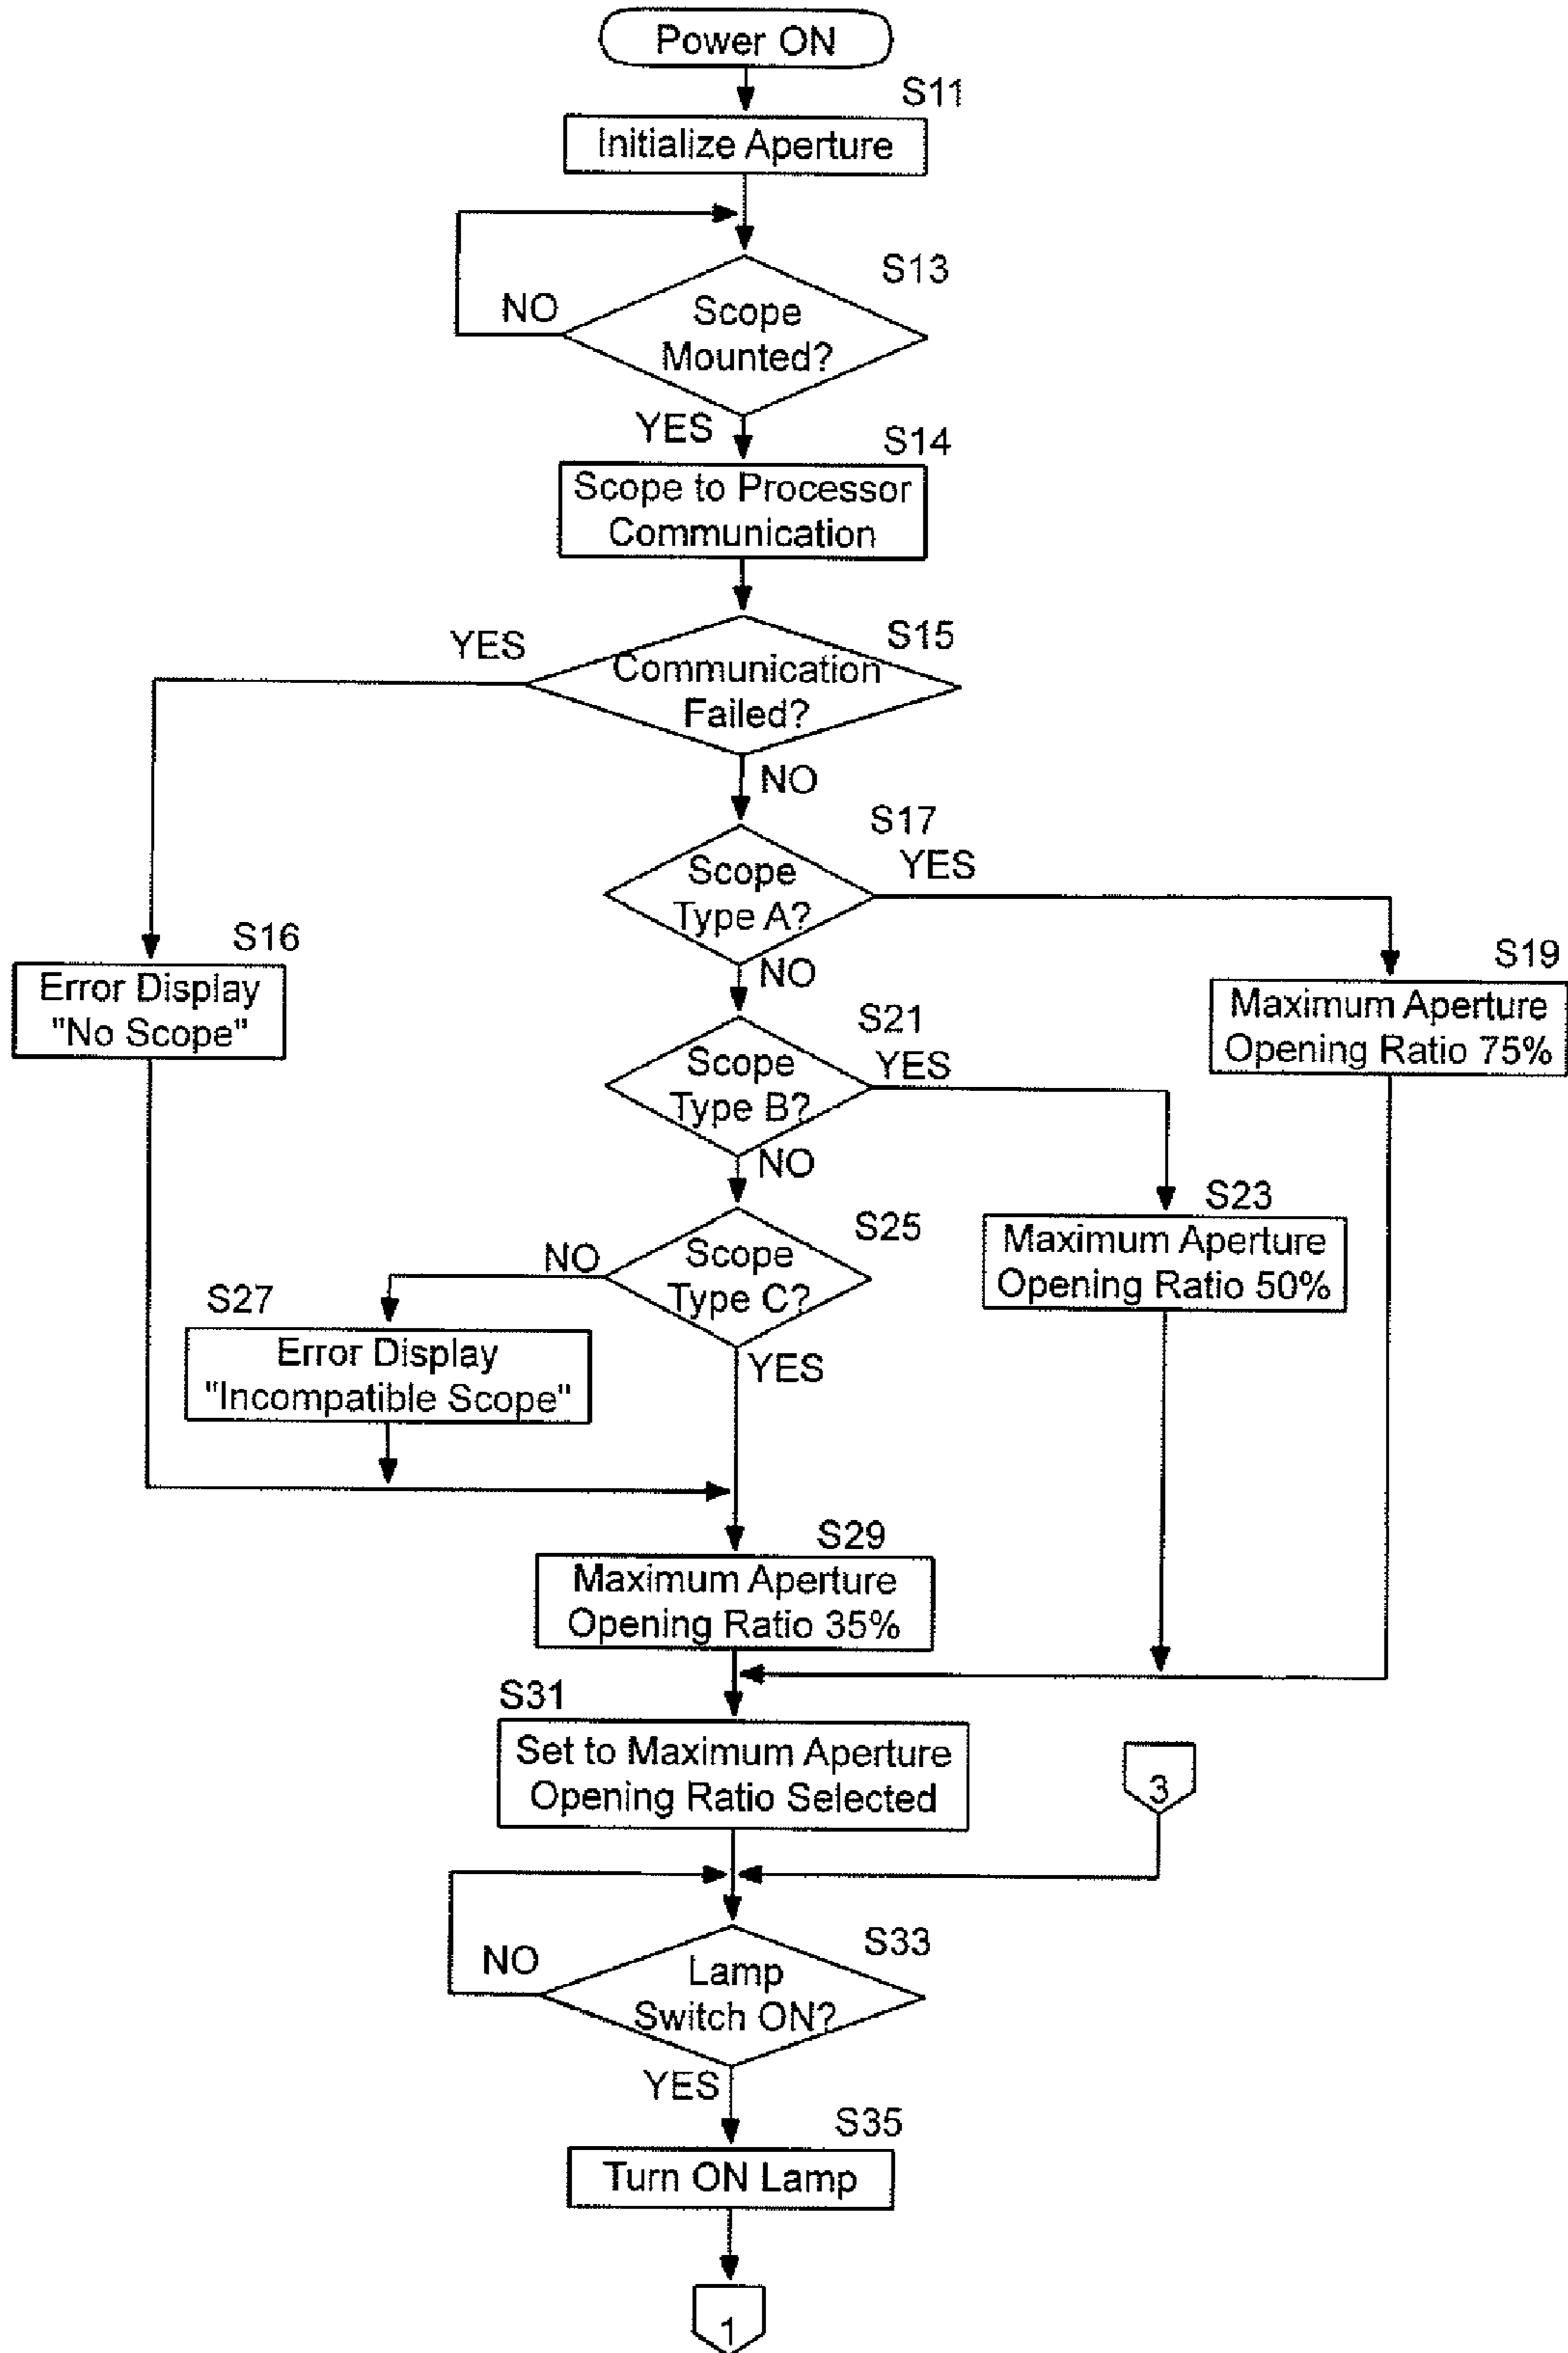 Power ON
S11
Initialize Aperture
S13
NO
Scope
Mounted?
YES
S14
Scope to Processor
Communication
S15
YES
Communication
Failed?
NO
S17
YES
Scope
Type A?
NO
S16
Error Display
"No Scope"
S19
Maximum Aperture
Opening Ratio 75%
S21
YES
Scope
Type B?
NO
S23
Maximum Aperture
Opening Ratio 50%
S25
NO
Scope
Type C?
YES
S27
Error Display
"Incompatible Scope"
S29
Maximum Aperture
Opening Ratio 35%
S31
Set to Maximum Aperture
Opening Ratio Selected
3
S33
NO
Lamp
Switch ON?
YES
S35
Turn ON Lamp
1